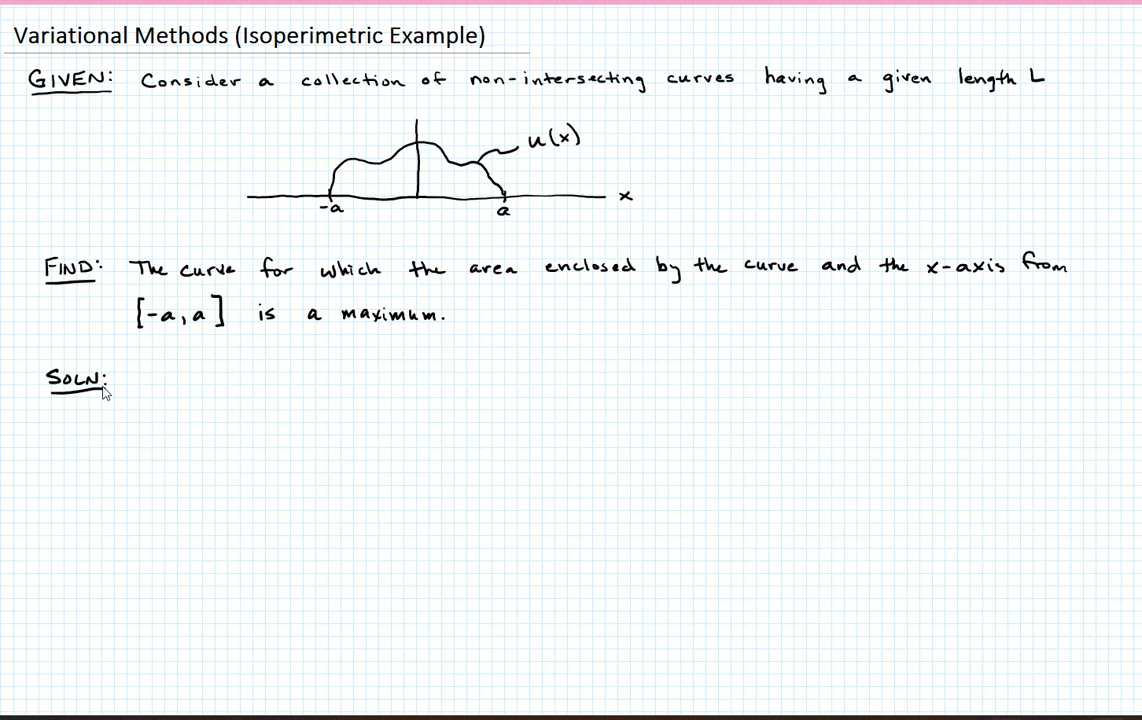 Variational Methods (Isoperimetric Example)
GIVEN: Consider a collection of non-intersecting curves having a given length L
u(x)
-a
a
x
FIND: The curve for which the area enclosed by the curve and the x-axis from
[-a, a] is a maximum.
SOLN: